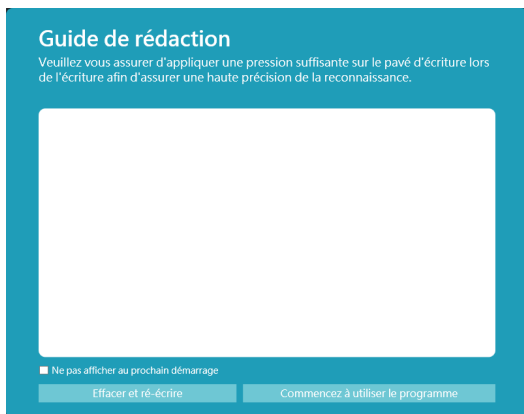 Guide de rédaction
Veuillez vous assurer d'appliquer une pression suffisante sur le pavé d'écriture lors
de l'écriture afin d'assurer une haute précision de la reconnaissance.
Ne pas afficher au prochain démarrage
Effacer et ré-écrire
Commencez à utiliser le programme